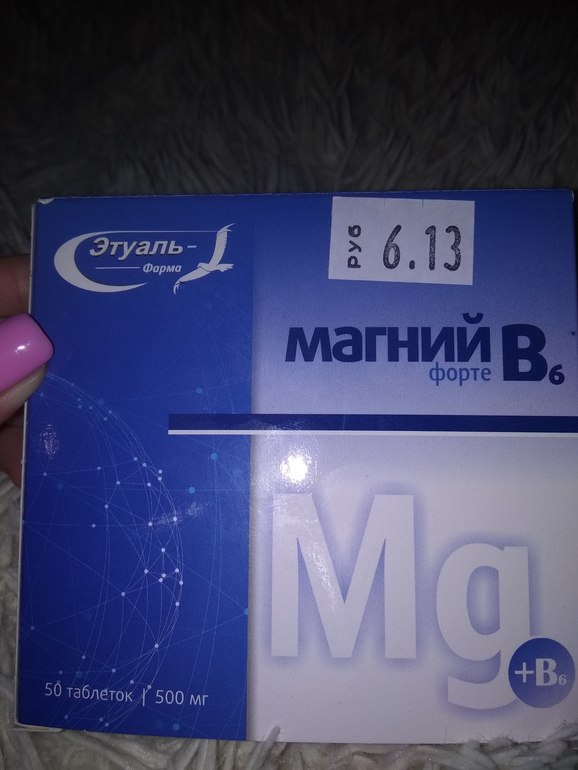 Этуаль-
Фарма
РУБ 6.13
магний B6
форте
Mg
+B6
50 таблеток | 500 мг